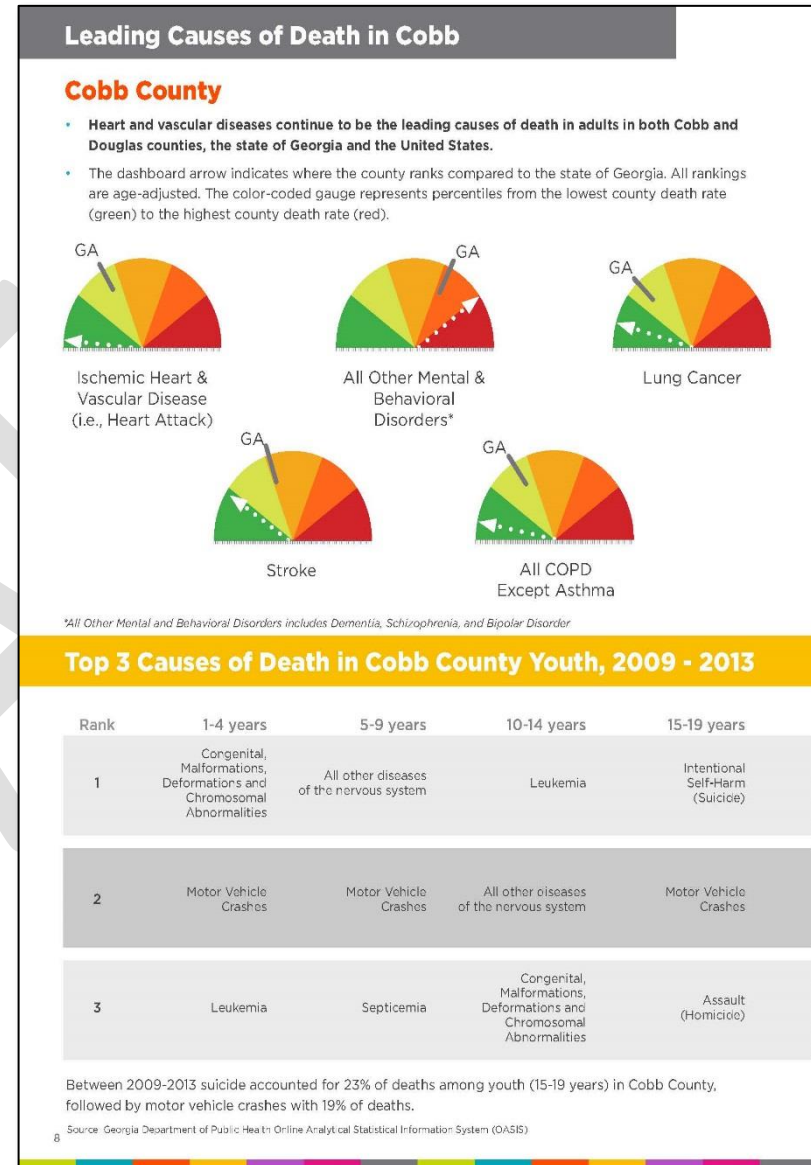 Leading Causes of Death in Cobb
Cobb County
• Heart and vascular diseases continue to be the leading causes of death in adults in both Cobb and
Douglas counties, the state of Georgia and the United States.
• The dashboard arrow indicates where the county ranks compared to the state of Georgia. All rankings
are age-adjusted. The color-coded gauge represents percentiles from the lowest county death rate
(green) to the highest county death rate (red).
GA
GA
GA
Ischemic Heart &
Vascular Disease
(i.e., Heart Attack)
All Other Mental &
Behavioral
Disorders*
Lung Cancer
GA
GA
Stroke
All COPD
Except Asthma
*All Other Mental and Behavioral Disorders includes Dementia, Schizophrenia, and Bipolar Disorder
Top 3 Causes of Death in Cobb County Youth, 2009 - 2013
Rank 1-4 years 5-9 years 10-14 years 15-19 years
1
Congenital,
Malformations,
Deformations and
Chromosomal
Abnormalities
All other diseases
of the nervous system
Leukemia
Intentional
Self-Harm
(Suicide)
2
Motor Vehicle
Crashes
Motor Vehicle
Crashes
All other diseases
of the nervous system
Motor Vehicle
Crashes
3
Leukemia
Septicemia
Congenital,
Malformations,
Deformations and
Chromosomal
Abnormalities
Assault
(Homicide)
Between 2009-2013 suicide accounted for 23% of deaths among youth (15-19 years) in Cobb County,
followed by motor vehicle crashes with 19% of deaths.
8 Source: Georgia Department of Public Health Online Analytical Statistical Information System (OASIS)